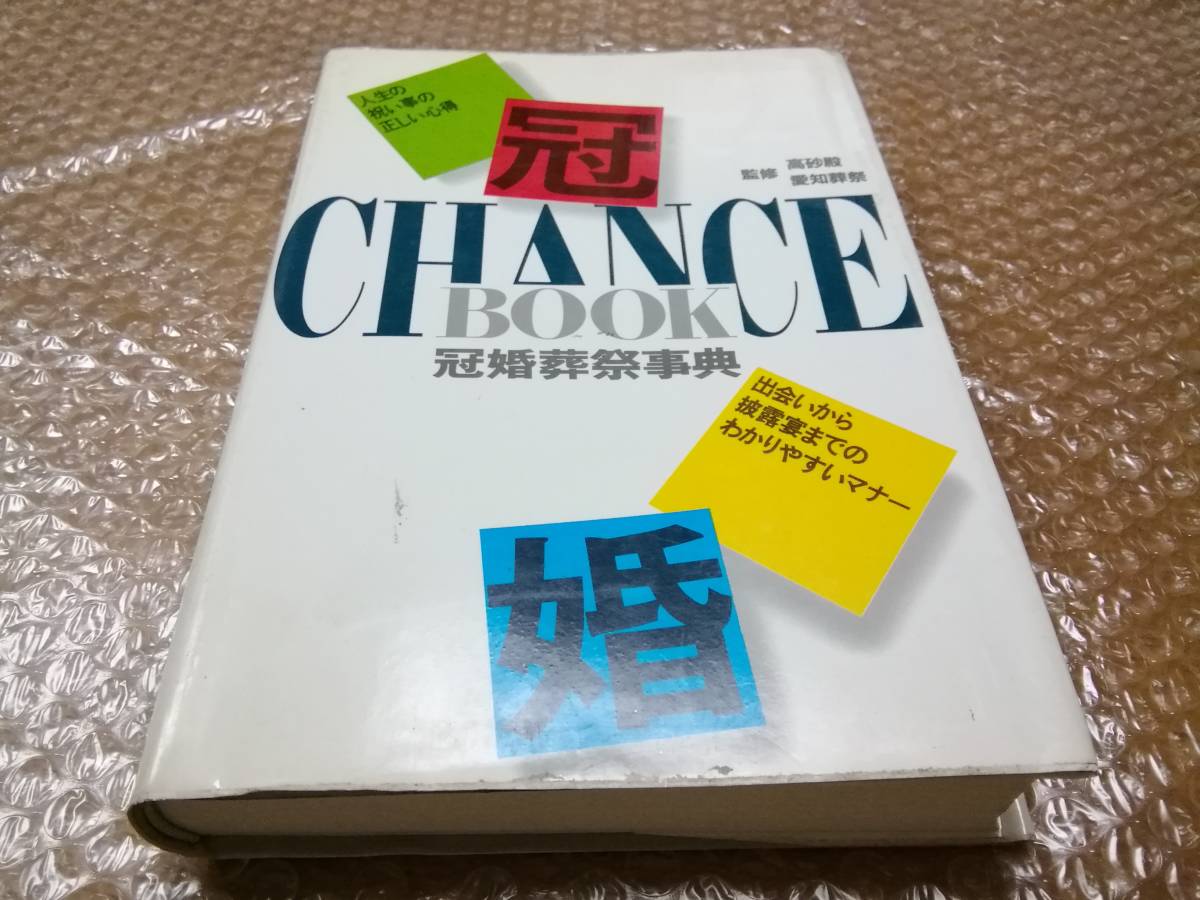 人生の
祝い事の
正しい心得
冠
監修 高砂殿
愛知葬祭
CHANCE
BOOK
冠婚葬祭事典
出会いから
披露宴までの
わかりやすいマナー
婚